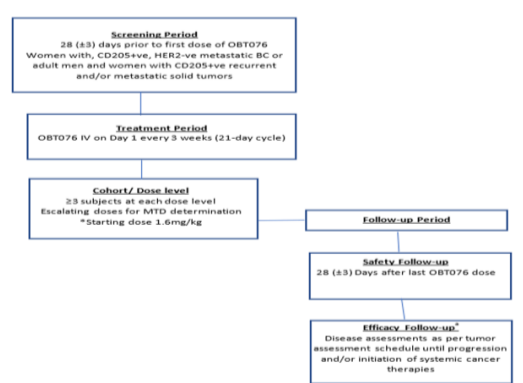 Screening Period
28 (±3) days prior to first dose of OBT076
Women with, CD205+ve, HER2-ve metastatic BC or
adult men and women with CD205+ve recurrent
and/or metastatic solid tumors
Treatment Period
OBT076 IV on Day 1 every 3 weeks (21-day cycle)
Cohort/ Dose level
≥3 subjects at each dose level
Escalating doses for MTD determination
*Starting dose 1.6mg/kg
Follow-up Period
Safety Follow-up
28 (±3) Days after last OBT076 dose
Efficacy Follow-up*
Disease assessments as per tumor
assessment schedule until progression
and/or initiation of systemic cancer
therapies